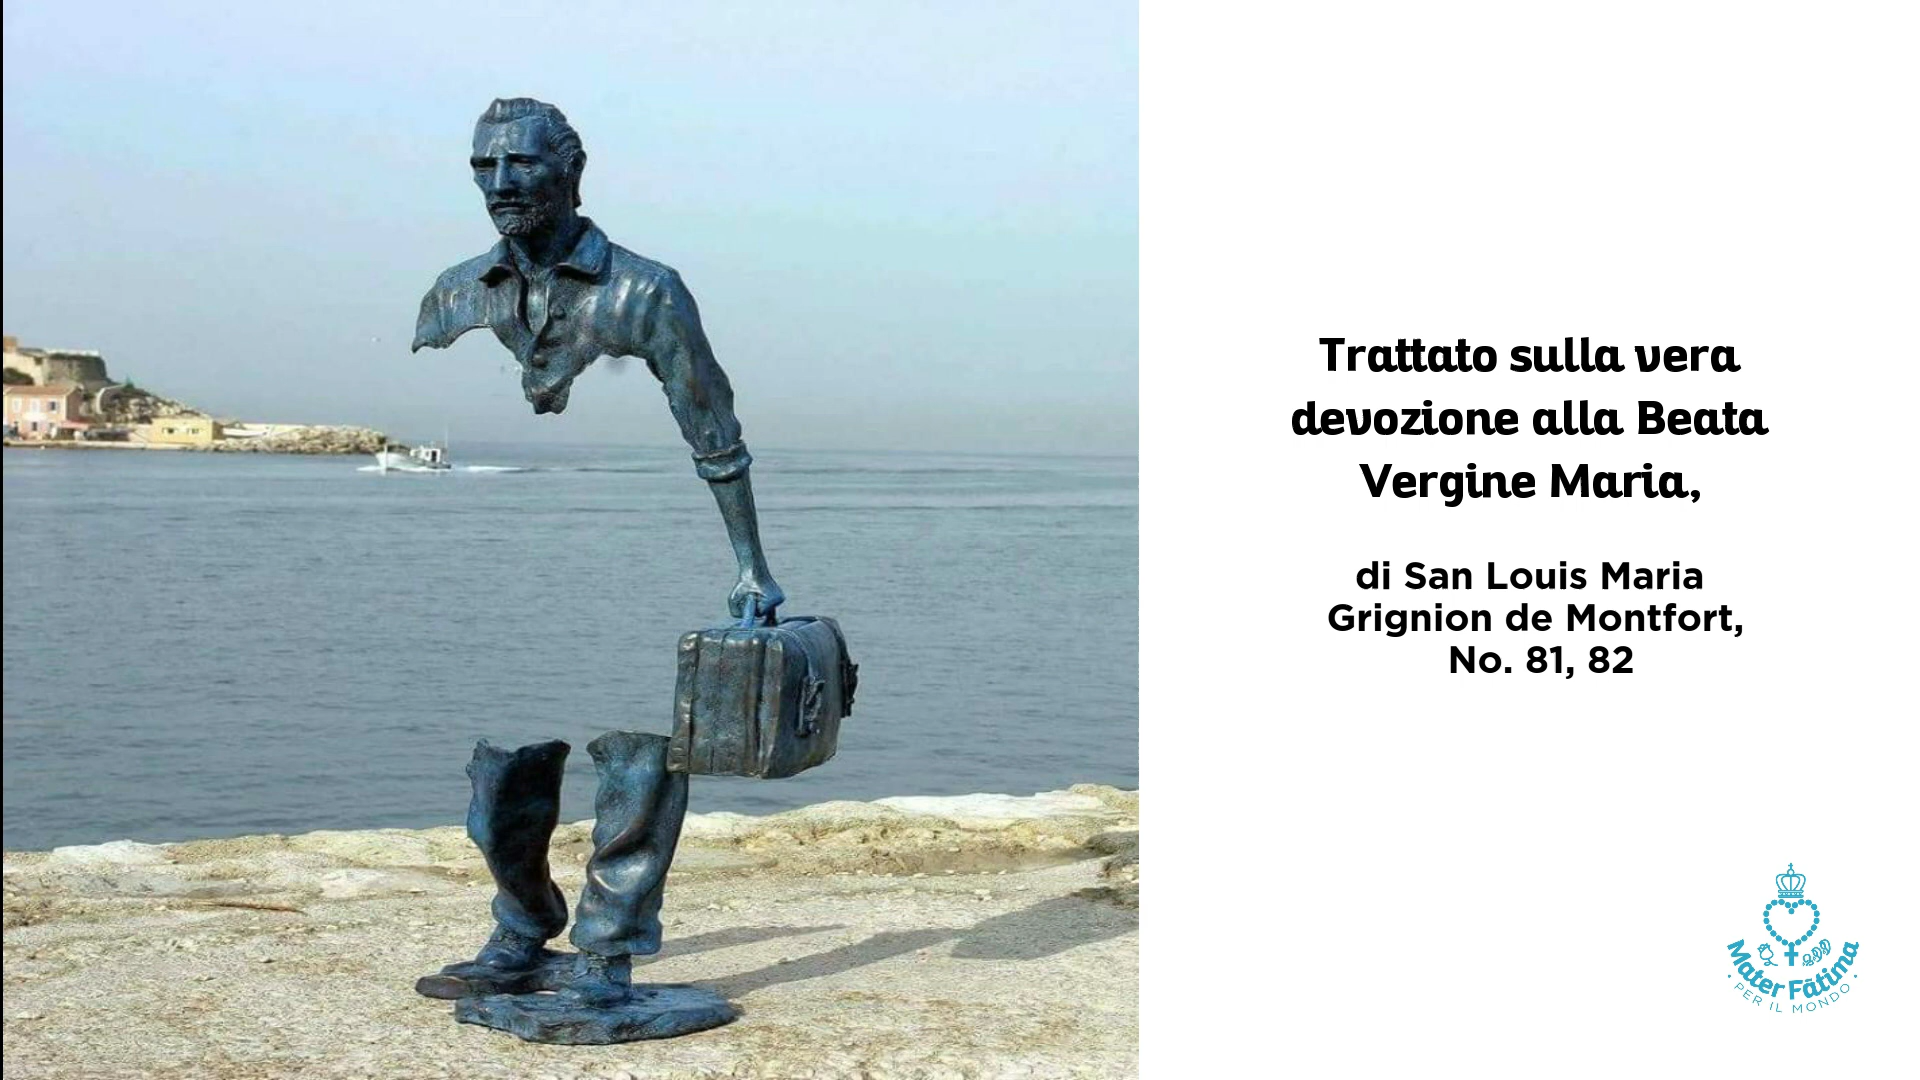 Trattato sulla vera
devozione alla Beata
Vergine Maria,
di San Louis Maria
Grignion de Montfort,
No. 81, 82
Mater Fátima
· PER IL MONDO ·